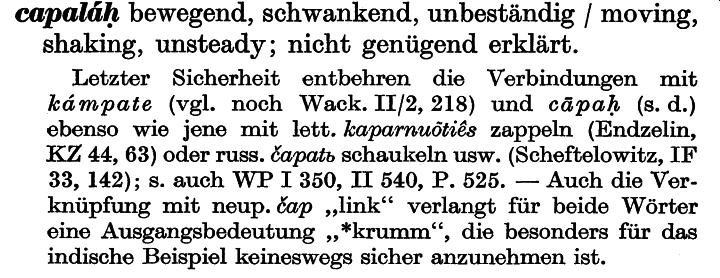 capaláḥ bewegend, schwankend, unbeständig / moving,
shaking, unsteady; nicht genügend erklärt.
Letzter Sicherheit entbehren die Verbindungen mit
kámpate (vgl. noch Wack. II/2, 218) und cāpaḥ (s. d.)
ebenso wie jene mit lett. kaparnuôtiês zappeln (Endzelin,
KZ 44, 63) oder russ. čapatь schaukeln usw. (Scheftelowitz, IF
33, 142); s. auch WP I 350, II 540, P. 525. — Auch die Ver-
knüpfung mit neup. čap „link“ verlangt für beide Wörter
eine Ausgangsbedeutung „*krumm“, die besonders für das
indische Beispiel keineswegs sicher anzunehmen ist.